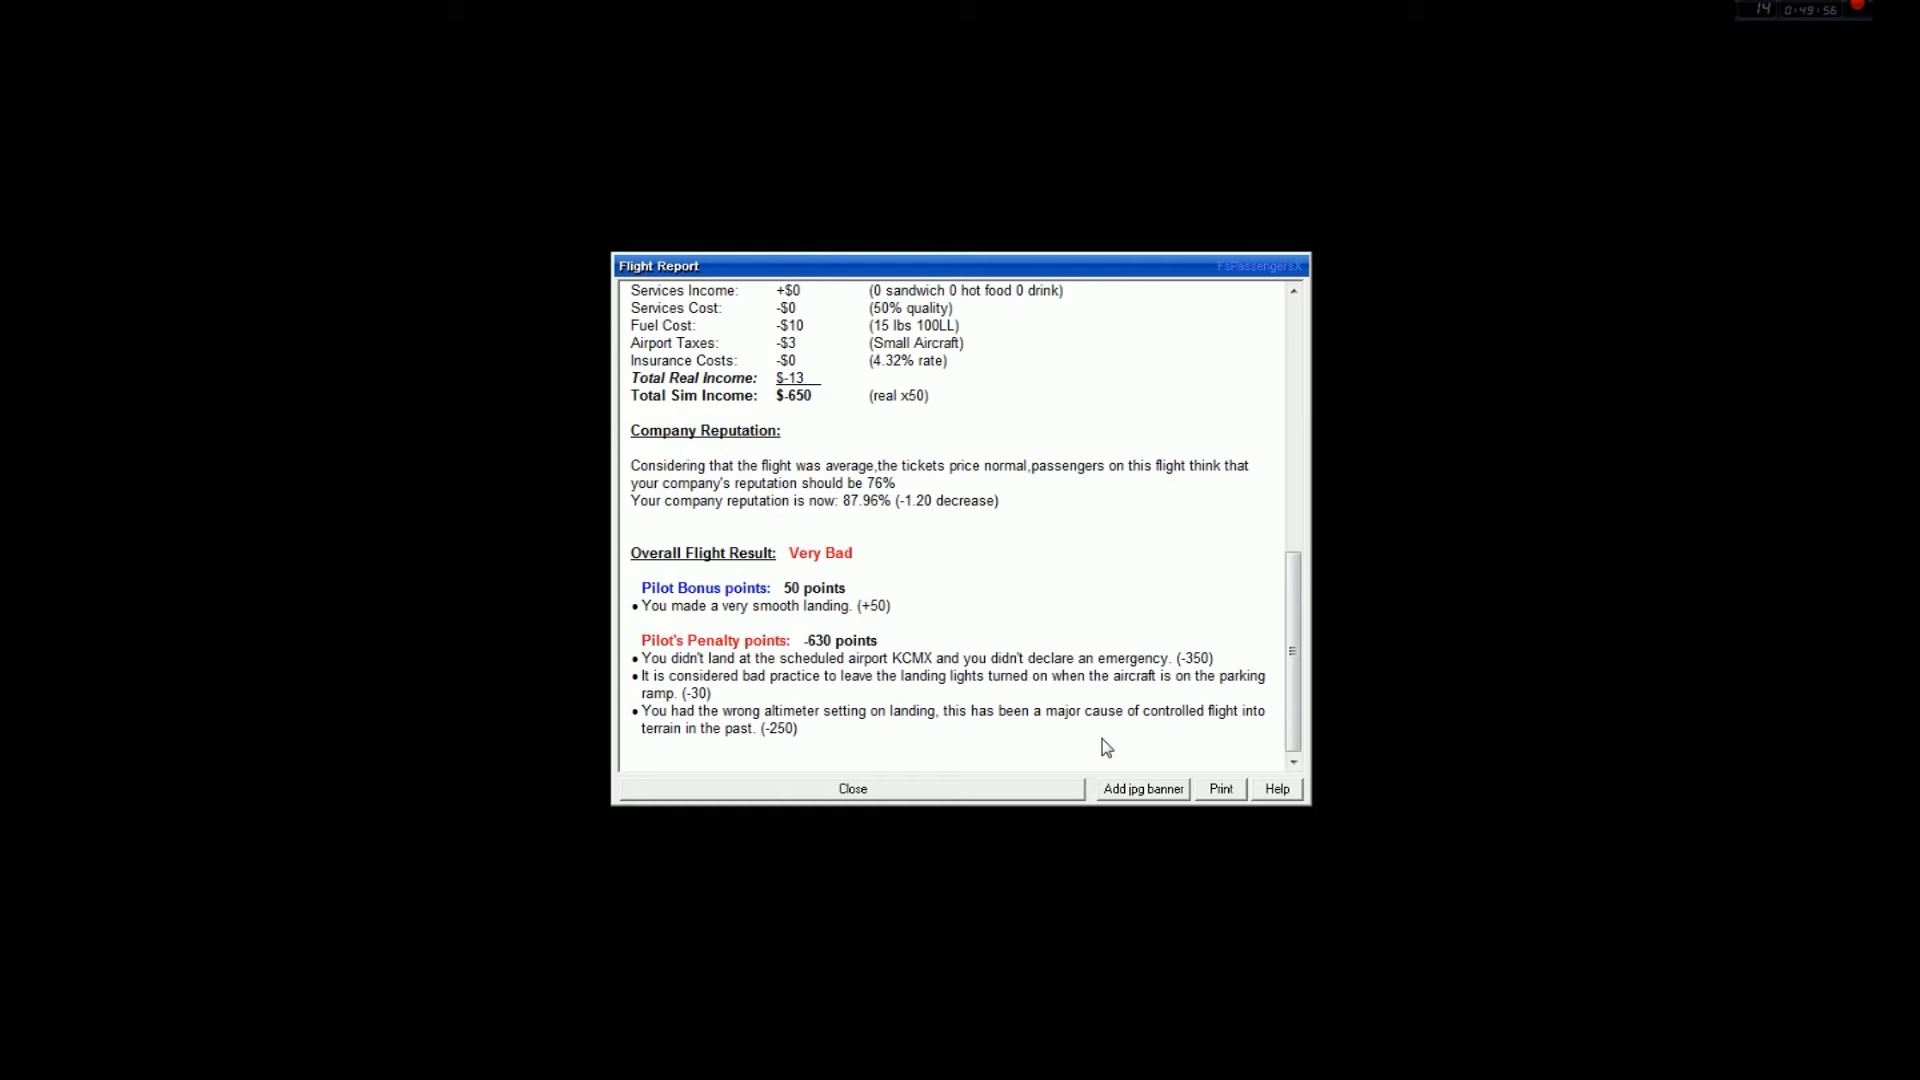 14 0:49:56
Flight Report FsPassengersX
Services Income: +$0 (0 sandwich 0 hot food 0 drink)
Services Cost: -$0 (50% quality)
Fuel Cost: -$10 (15 lbs 100LL)
Airport Taxes: -$3 (Small Aircraft)
Insurance Costs: -$0 (4.32% rate)
Total Real Income: $-13
Total Sim Income: $-650 (real x50)
Company Reputation:
Considering that the flight was average,the tickets price normal,passengers on this flight think that
your company's reputation should be 76%
Your company reputation is now: 87.96% (-1.20 decrease)
Overall Flight Result: Very Bad
Pilot Bonus points: 50 points
• You made a very smooth landing. (+50)
Pilot's Penalty points: -630 points
• You didn't land at the scheduled airport KCMX and you didn't declare an emergency. (-350)
• It is considered bad practice to leave the landing lights turned on when the aircraft is on the parking
ramp. (-30)
• You had the wrong altimeter setting on landing, this has been a major cause of controlled flight into
terrain in the past. (-250)
Close Add jpg banner Print Help